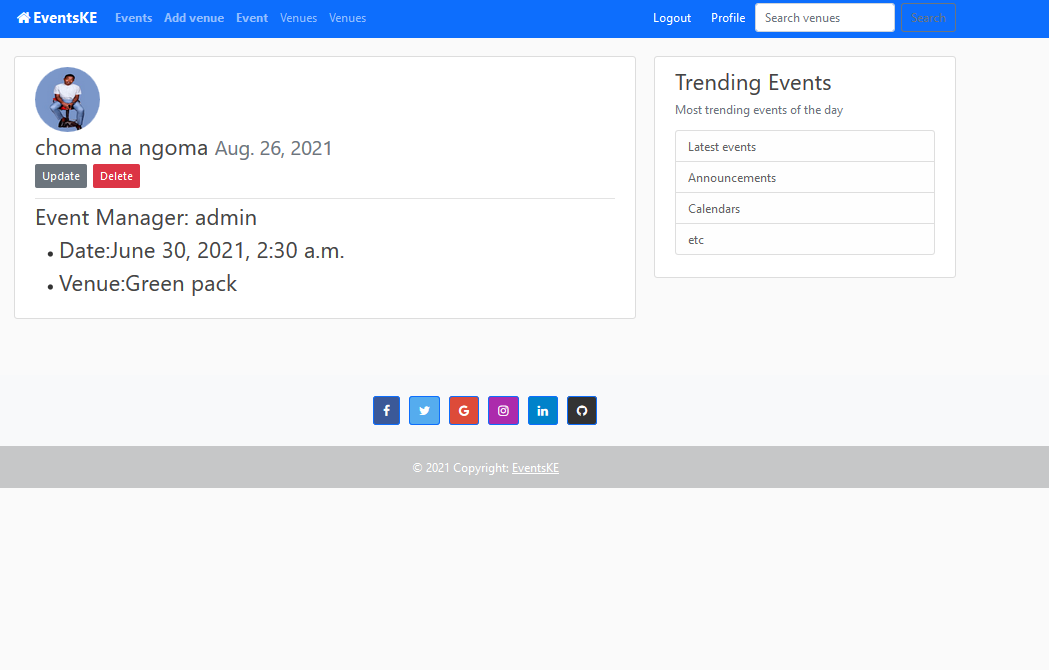 EventsKE Events Add venue Event Venues Venues Logout Profile Search venues Search
choma na ngoma Aug. 26, 2021
Update Delete
Event Manager: admin
• Date:June 30, 2021, 2:30 a.m.
• Venue:Green pack
Trending Events
Most trending events of the day
Latest events
Announcements
Calendars
etc
© 2021 Copyright: EventsKE